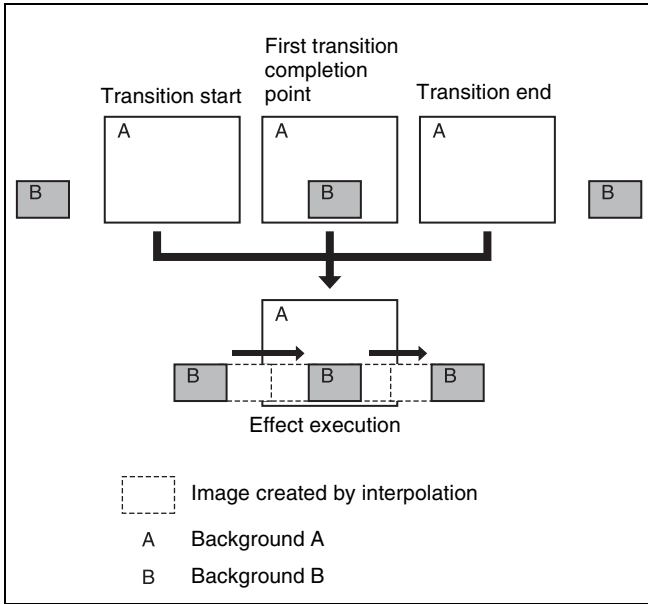 First transition
completion
point
Transition start
Transition end
A
A
A
B
B
B
A
B
B
B
Effect execution
Image created by interpolation
A Background A
B Background B